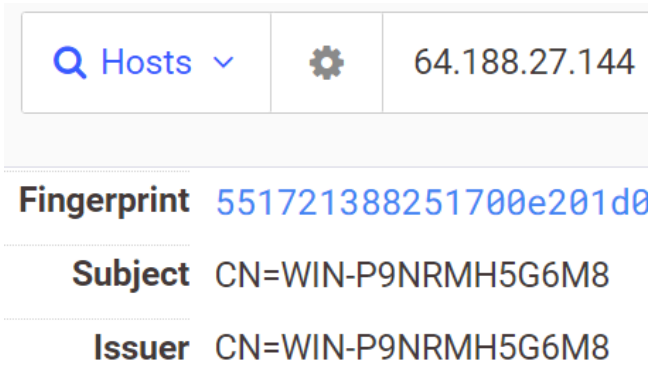 Hosts 64.188.27.144
Fingerprint 551721388251700e201d0
Subject CN=WIN-P9NRMH5G6M8
Issuer CN=WIN-P9NRMH5G6M8